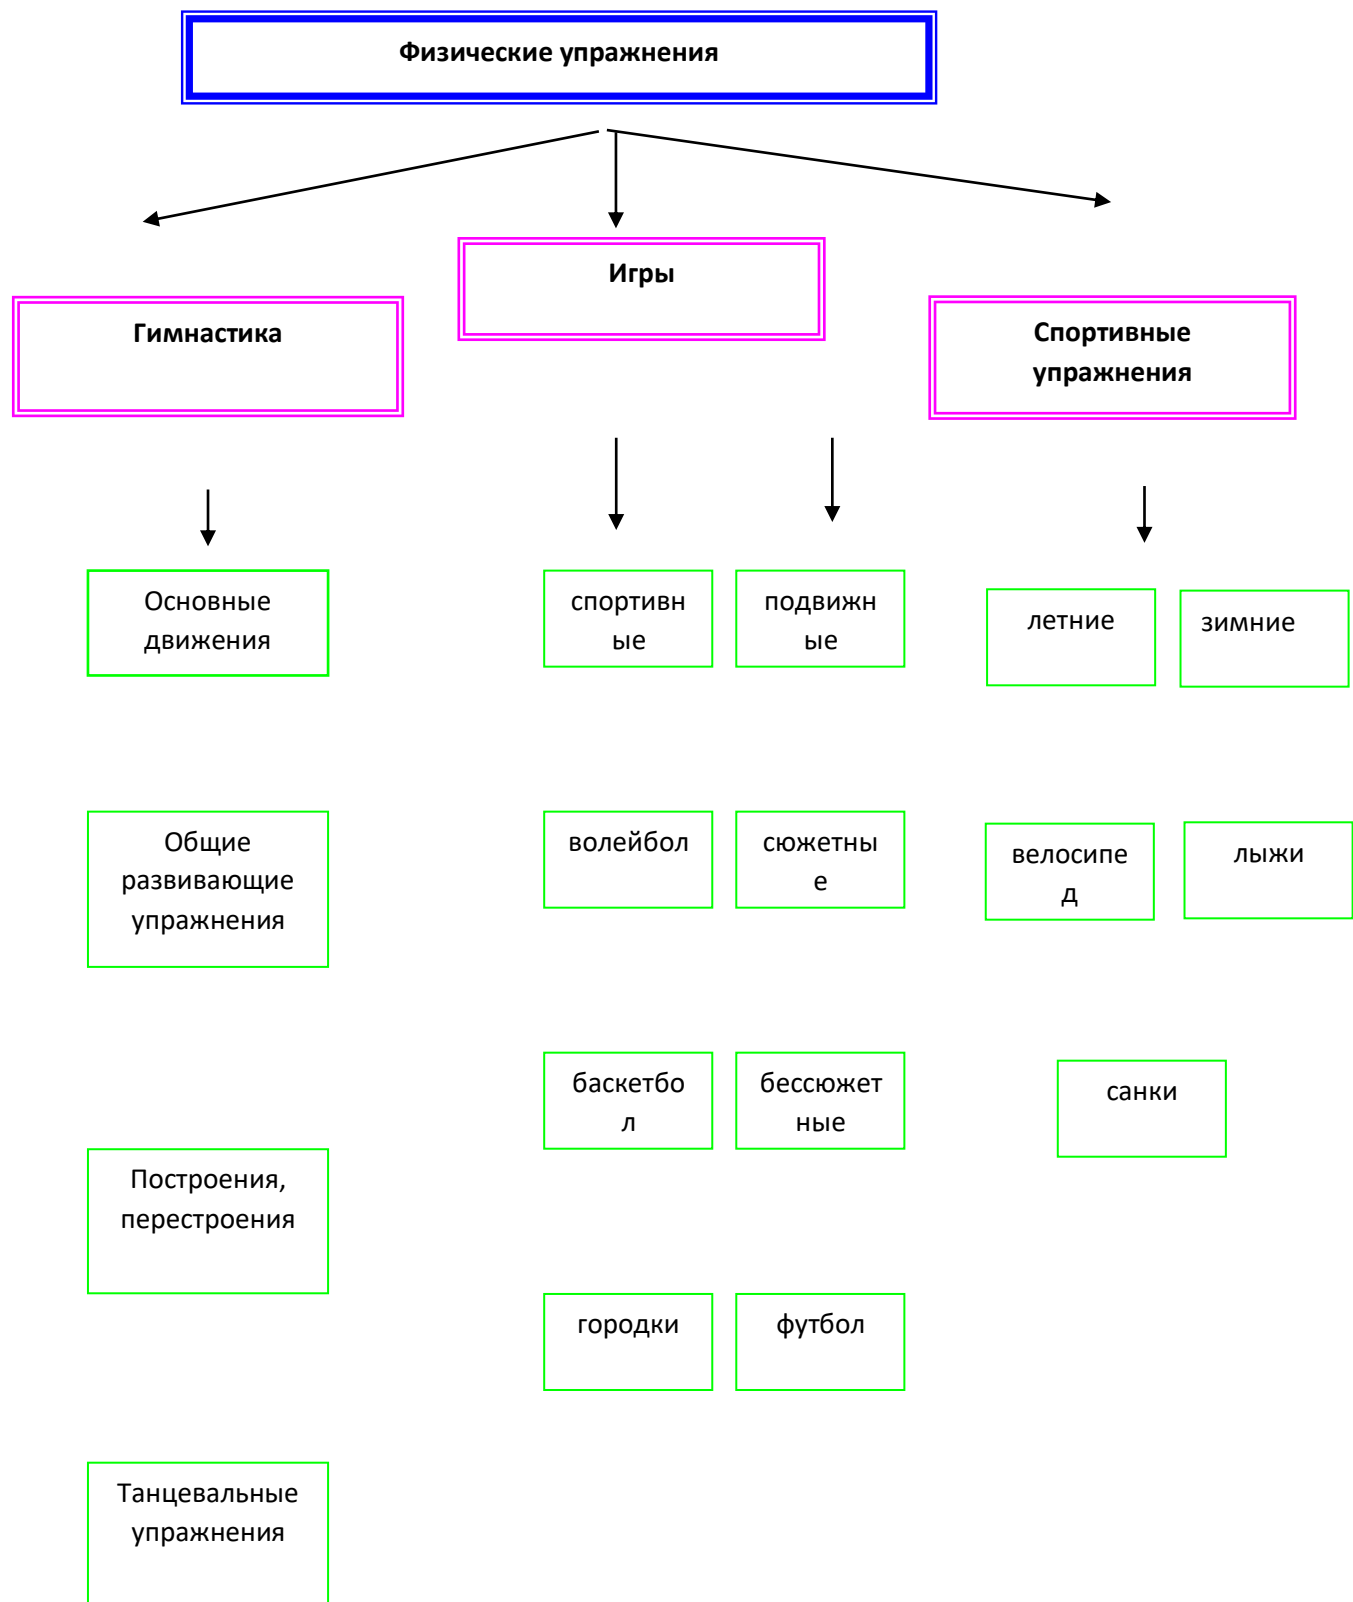 Физические упражнения
Игры
Гимнастика
Спортивные
упражнения
Основные
движения
спортивн
ые
подвижн
ые
летние
зимние
Общие
развивающие
упражнения
волейбол
сюжетны
е
велосипе
д
лыжи
баскетбо
л
бессюжет
ные
санки
Построения,
перестроения
городки
футбол
Танцевальные
упражнения